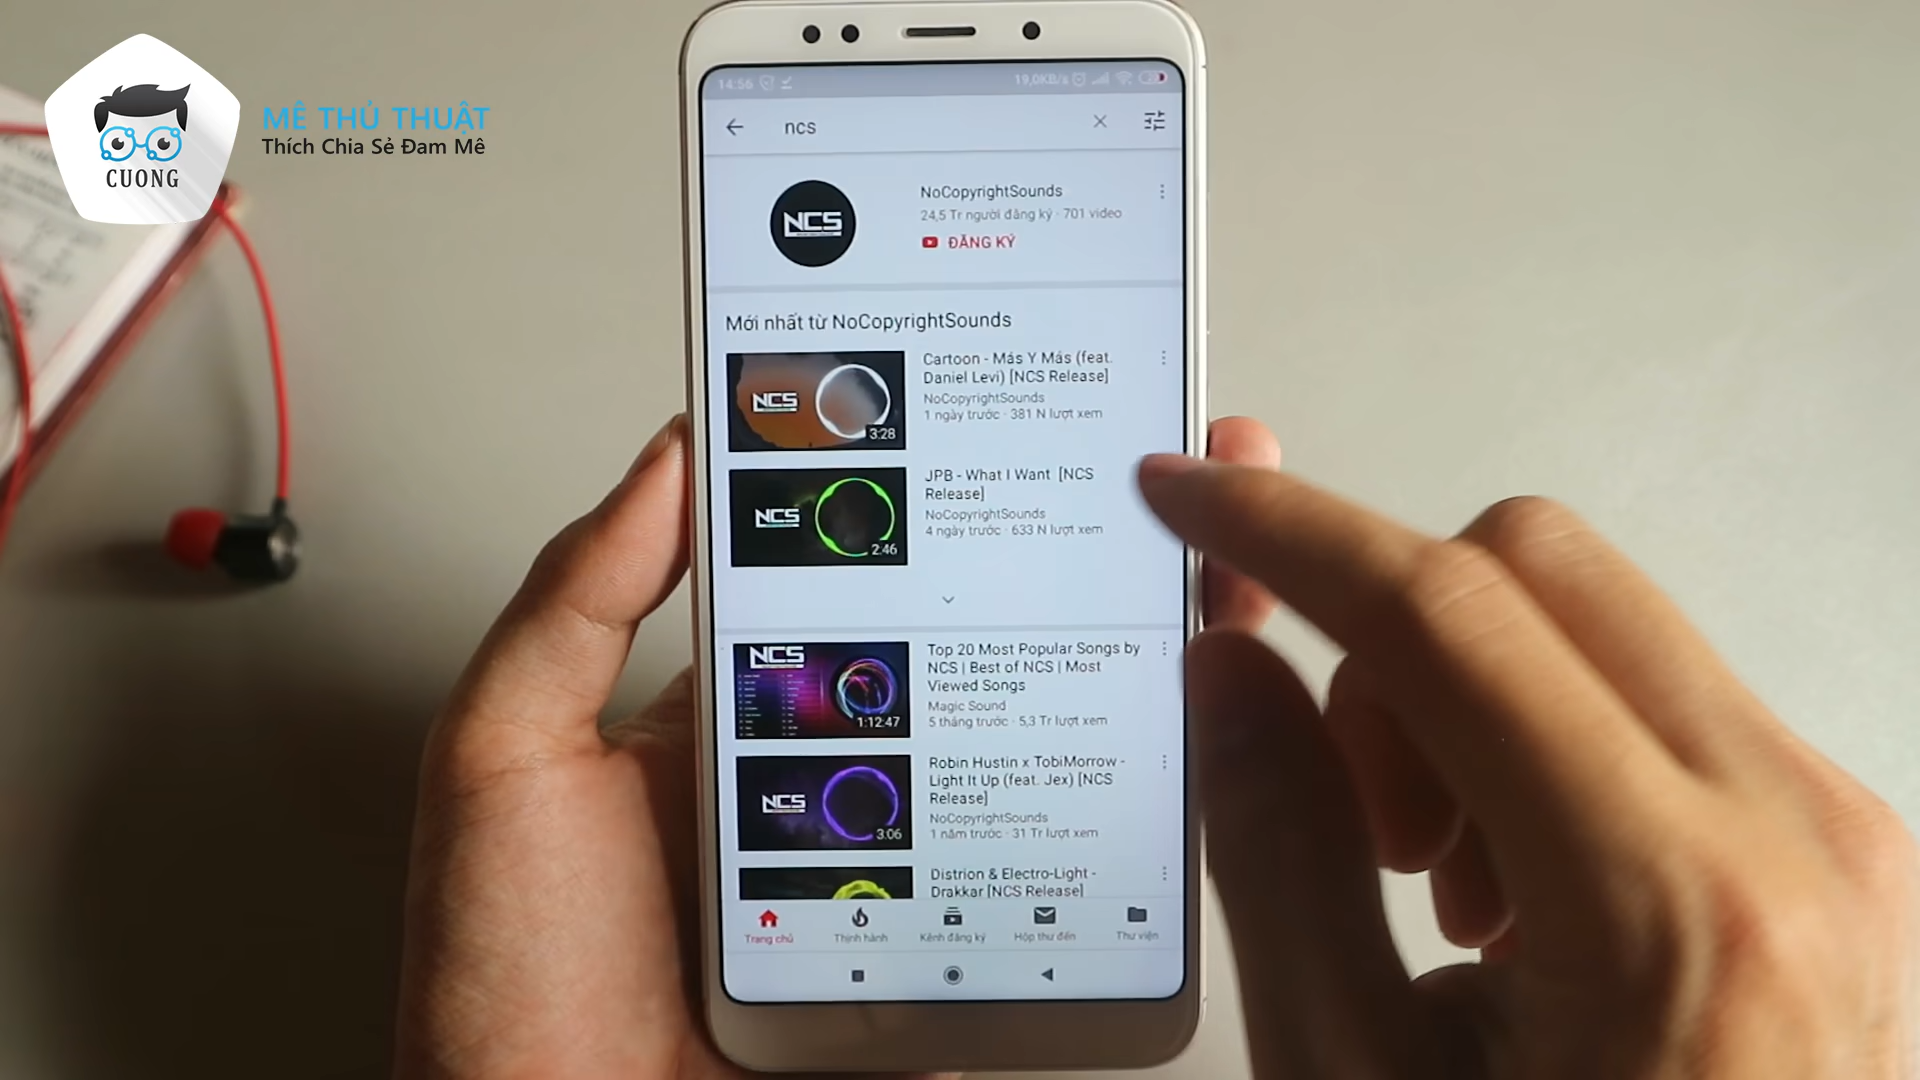 MÊ THỦ THUẬT
Thích Chia Sẻ Đam Mê
CUONG
14:56
19,0KB/s
ncs
NCS
NoCopyrightSounds
24,5 Tr người đăng ký · 701 video
ĐĂNG KÝ
Mới nhất từ NoCopyrightSounds
NCS
3:28
Cartoon - Más Y Más (feat.
Daniel Levi) [NCS Release]
NoCopyrightSounds
1 ngày trước · 381 N lượt xem
NCS
2:46
JPB - What I Want [NCS
Release]
NoCopyrightSounds
4 ngày trước · 633 N lượt xem
NCS
1:12:47
Top 20 Most Popular Songs by
NCS | Best of NCS | Most
Viewed Songs
Magic Sound
5 tháng trước · 5,3 Tr lượt xem
NCS
3:06
Robin Hustin x TobiMorrow -
Light It Up (feat. Jex) [NCS
Release]
NoCopyrightSounds
1 năm trước · 31 Tr lượt xem
Distrion & Electro-Light -
Drakkar [NCS Release]
Trang chủ
Thịnh hành
Kênh đăng ký
Hộp thư đến
Thư viện